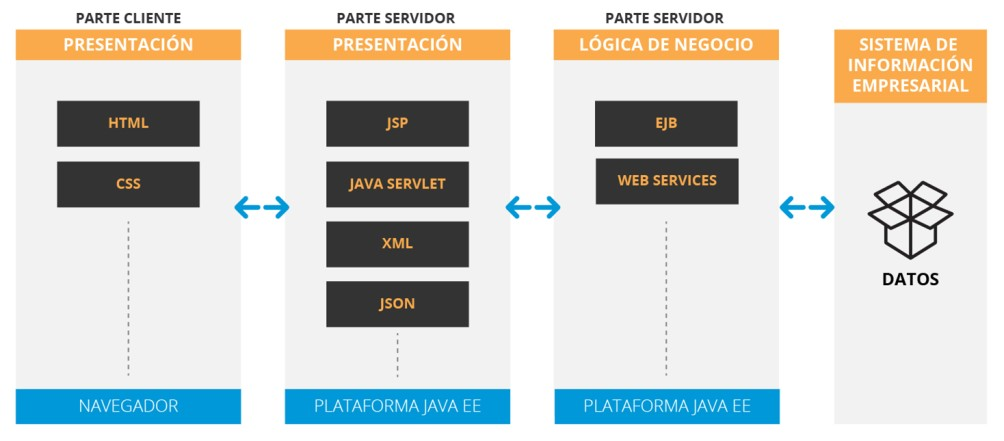 PARTE CLIENTE
PRESENTACIÓN
HTML
CSS
NAVEGADOR
PARTE SERVIDOR
PRESENTACIÓN
JSP
JAVA SERVLET
XML
JSON
PLATAFORMA JAVA EE
PARTE SERVIDOR
LÓGICA DE NEGOCIO
EJB
WEB SERVICES
PLATAFORMA JAVA EE
SISTEMA DE
INFORMACIÓN
EMPRESARIAL
DATOS